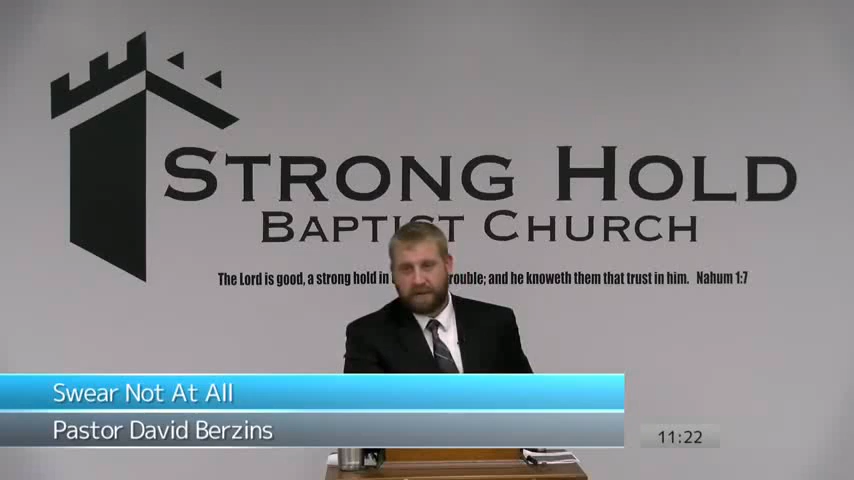 STRONG HOLD
BAPTIST CHURCH
The Lord is good, a strong hold in rouble; and he knoweth them that trust in him. Nahum 1:7
Swear Not At All
Pastor David Berzins
11:22